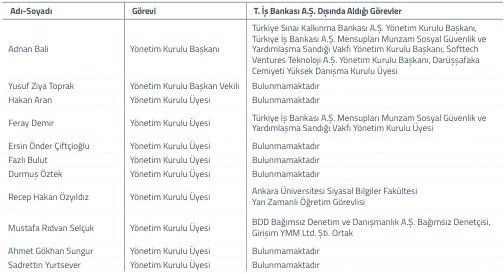 Adı-Soyadı Görevi T. İş Bankası A.Ş. Dışında Aldığı Görevler
Adnan Bali Yönetim Kurulu Başkanı Türkiye Sınai Kalkınma Bankası A.Ş. Yönetim Kurulu Başkanı,
Türkiye İş Bankası A.Ş. Mensupları Munzam Sosyal Güvenlik ve
Yardımlaşma Sandığı Vakfı Yönetim Kurulu Başkanı, Softtech
Ventures Teknoloji A.Ş. Yönetim Kurulu Başkanı, Darüşşafaka
Cemiyeti Yüksek Danışma Kurulu Üyesi
Yusuf Ziya Toprak Yönetim Kurulu Başkan Vekili Bulunmamaktadır
Hakan Aran Yönetim Kurulu Üyesi Bulunmamaktadır
Feray Demir Yönetim Kurulu Üyesi Türkiye İş Bankası A.Ş. Mensupları Munzam Sosyal Güvenlik ve
Yardımlaşma Sandığı Vakfı Yönetim Kurulu Üyesi
Ersin Önder Çiftçioğlu Yönetim Kurulu Üyesi Bulunmamaktadır
Fazlı Bulut Yönetim Kurulu Üyesi Bulunmamaktadır
Durmuş Öztek Yönetim Kurulu Üyesi Bulunmamaktadır
Recep Hakan Özyıldız Yönetim Kurulu Üyesi Ankara Üniversitesi Siyasal Bilgiler Fakültesi
Yarı Zamanlı Öğretim Görevlisi
Mustafa Rıdvan Selçuk Yönetim Kurulu Üyesi BDD Bağımsız Denetim ve Danışmanlık A.Ş. Bağımsız Denetçisi,
Girişim YMM Ltd. Şti. Ortak
Ahmet Gökhan Sungur Yönetim Kurulu Üyesi Bulunmamaktadır
Sadrettin Yurtsever Yönetim Kurulu Üyesi Bulunmamaktadır